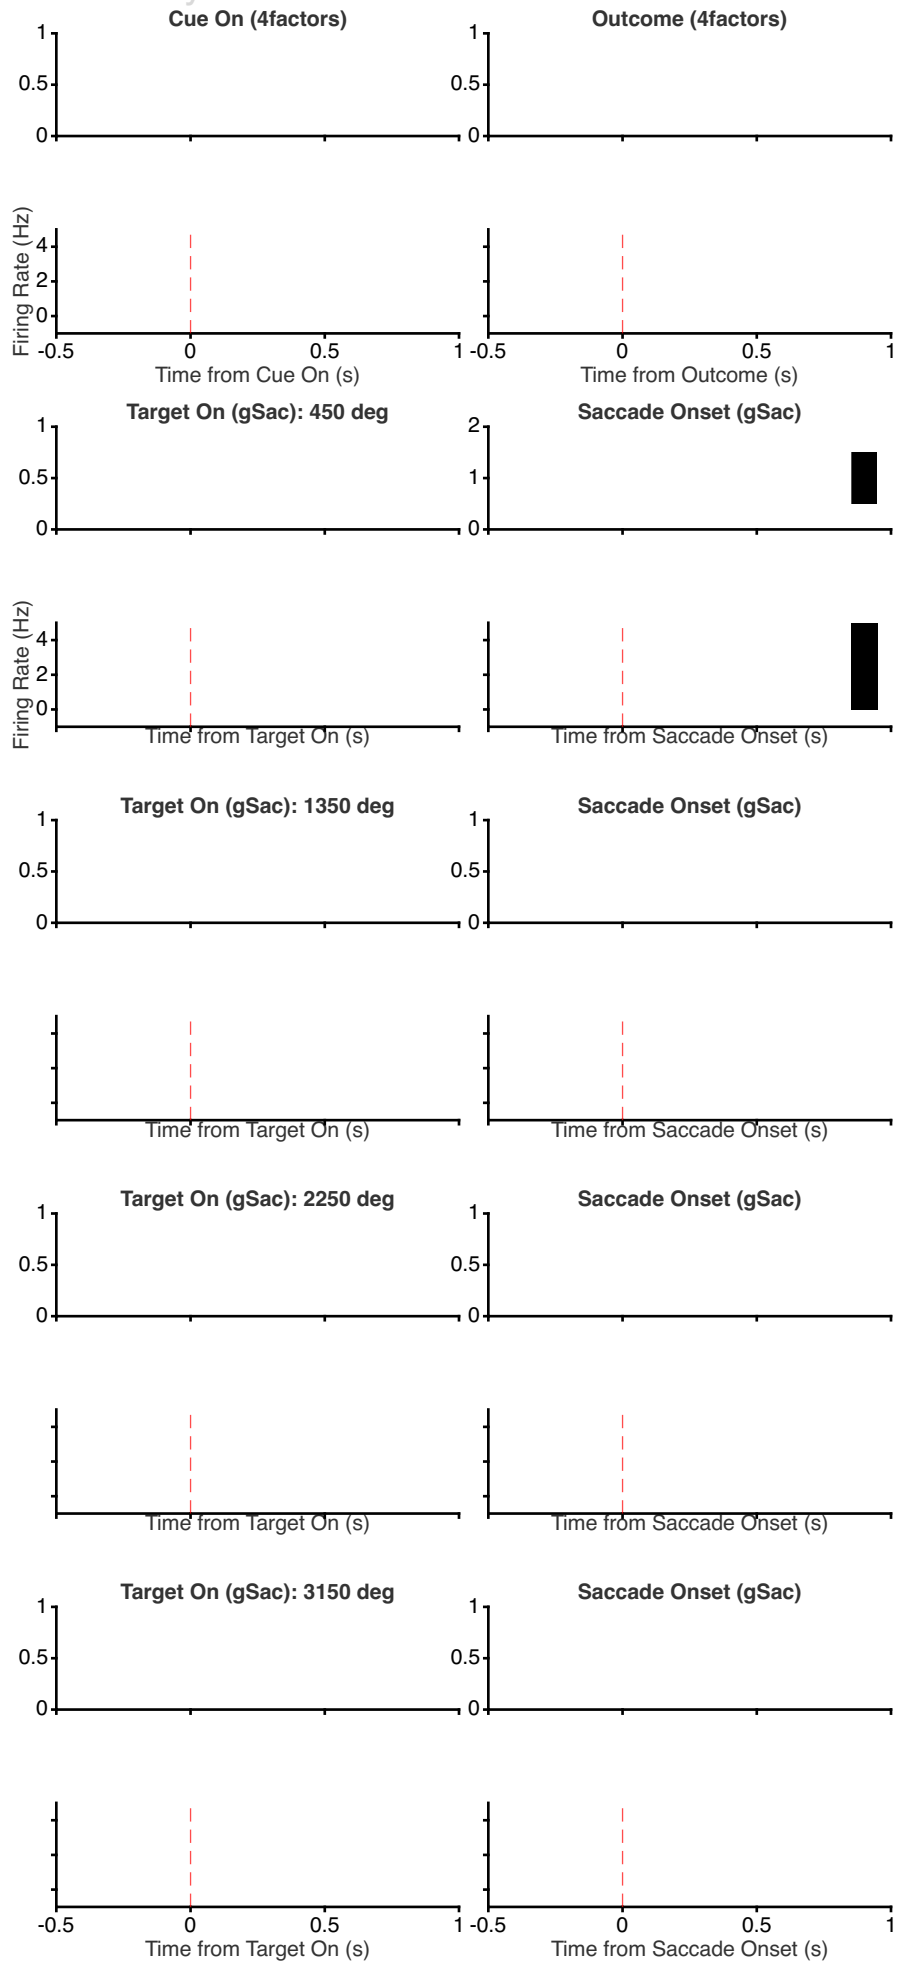 Cue On (4factors) Outcome (4factors)
1 1
0.5 0.5
0 0
Firing Rate (Hz)
4
2
0
-0.5 0 0.5 1 -0.5 0 0.5 1
Time from Cue On (s) Time from Outcome (s)
Target On (gSac): 450 deg Saccade Onset (gSac)
1 2
0.5 1
0 0
Firing Rate (Hz)
4
2
0
Time from Target On (s) Time from Saccade Onset (s)
Target On (gSac): 1350 deg Saccade Onset (gSac)
1 1
0.5 0.5
0 0
Time from Target On (s) Time from Saccade Onset (s)
Target On (gSac): 2250 deg Saccade Onset (gSac)
1 1
0.5 0.5
0 0
Time from Target On (s) Time from Saccade Onset (s)
Target On (gSac): 3150 deg Saccade Onset (gSac)
1 1
0.5 0.5
0 0
-0.5 0 0.5 1 -0.5 0 0.5 1
Time from Target On (s) Time from Saccade Onset (s)